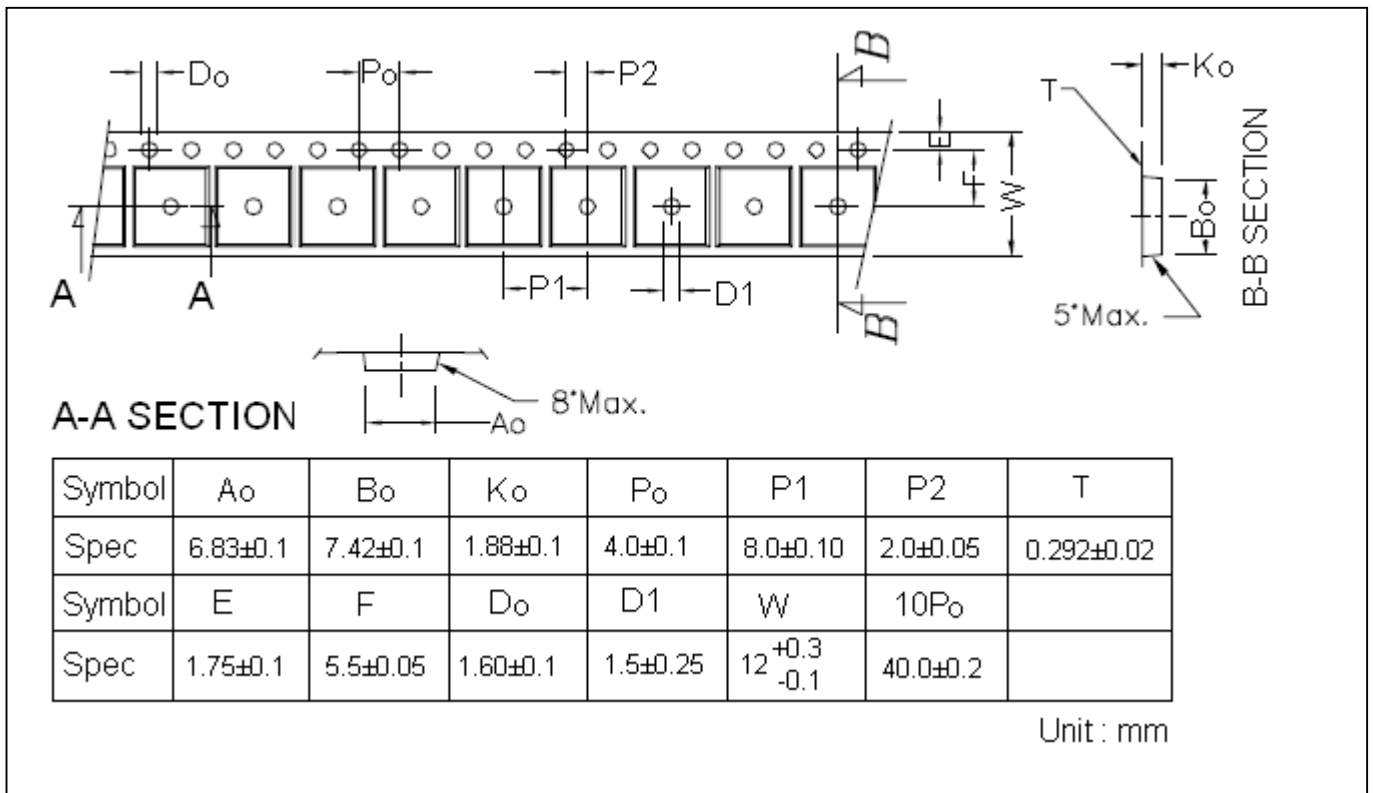 B
Do
Po
P2
Ko
T
E
F
W
Bo
B-B SECTION
A
A
P1
D1
B
5°Max.
8°Max.
A-A SECTION
Ao
Symbol Ao Bo Ko Po P1 P2 T
Spec 6.83±0.1 7.42±0.1 1.88±0.1 4.0±0.1 8.0±0.10 2.0±0.05 0.292±0.02
Symbol E F Do D1 W 10Po
Spec 1.75±0.1 5.5±0.05 1.60±0.1 1.5±0.25 12 +0.3 -0.1 40.0±0.2
Unit : mm